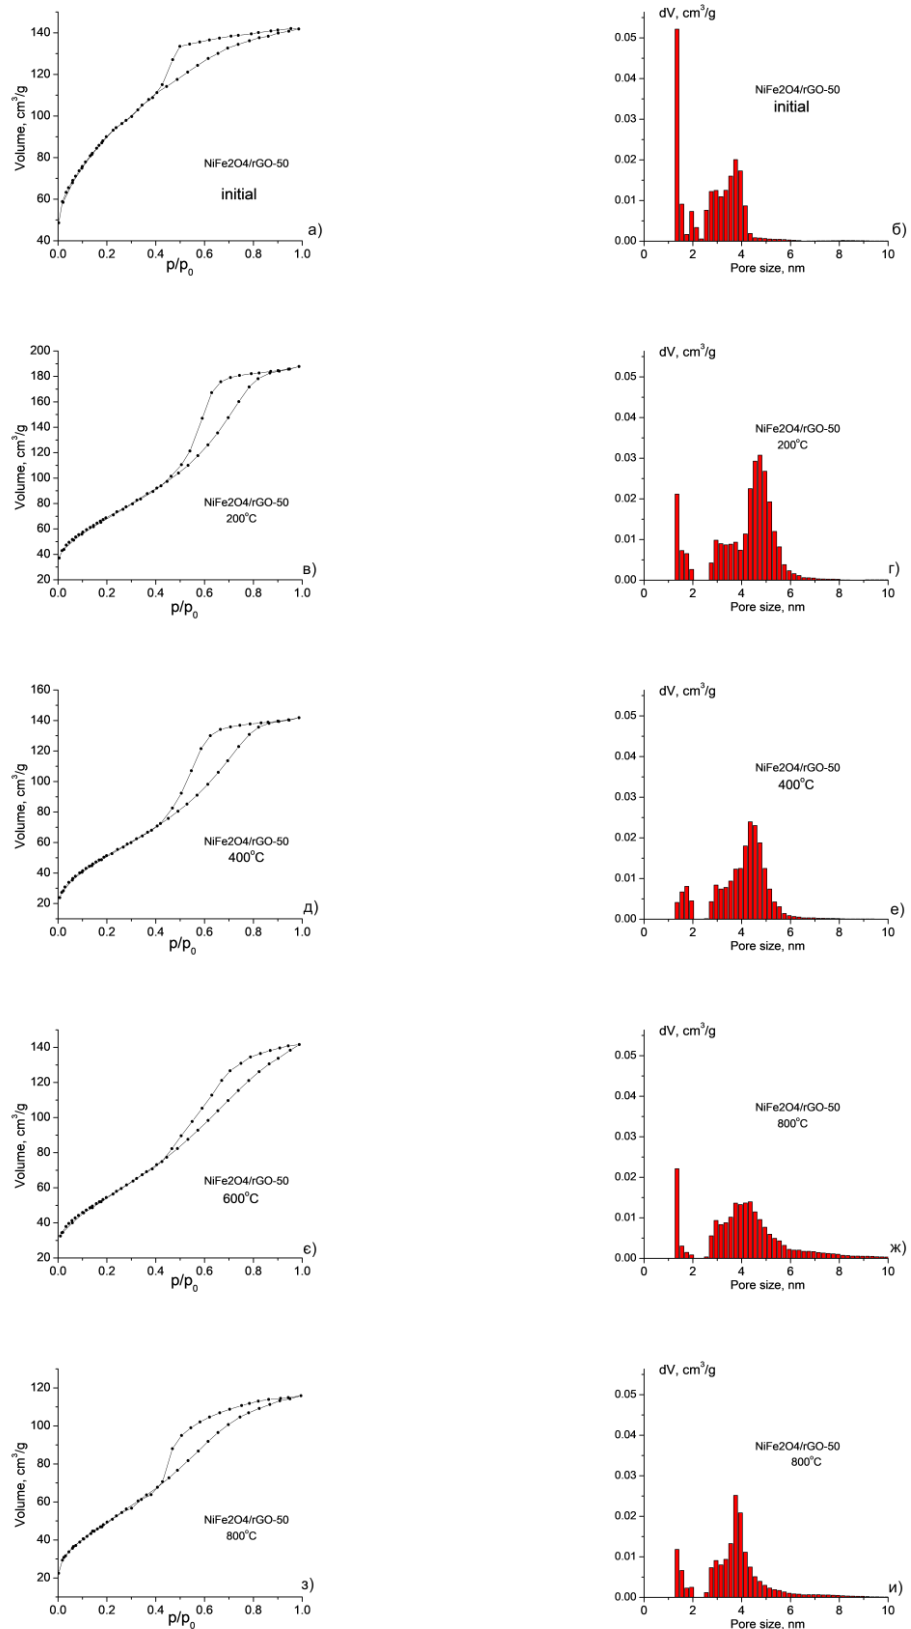 Volume, cm³/g
140
120
100
80
60
40
NiFe2O4/rGO-50
initial
а)
0.0 0.2 0.4 0.6 0.8 1.0
p/p₀
dV, cm³/g
0.05
0.04
0.03
0.02
0.01
0.00
NiFe2O4/rGO-50
initial
б)
0 2 4 6 8 10
Pore size, nm
Volume, cm³/g
200
180
160
140
120
100
80
60
40
20
NiFe2O4/rGO-50
200°C
в)
0.0 0.2 0.4 0.6 0.8 1.0
p/p₀
dV, cm³/g
0.05
0.04
0.03
0.02
0.01
0.00
NiFe2O4/rGO-50
200°C
г)
0 2 4 6 8 10
Pore size, nm
Volume, cm³/g
160
140
120
100
80
60
40
20
NiFe2O4/rGO-50
400°C
д)
0.0 0.2 0.4 0.6 0.8 1.0
p/p₀
dV, cm³/g
0.05
0.04
0.03
0.02
0.01
0.00
NiFe2O4/rGO-50
400°C
е)
0 2 4 6 8 10
Pore size, nm
Volume, cm³/g
140
120
100
80
60
40
20
NiFe2O4/rGO-50
600°C
є)
0.0 0.2 0.4 0.6 0.8 1.0
p/p₀
dV, cm³/g
0.05
0.04
0.03
0.02
0.01
0.00
NiFe2O4/rGO-50
800°C
ж)
0 2 4 6 8 10
Pore size, nm
Volume, cm³/g
120
100
80
60
40
20
NiFe2O4/rGO-50
800°C
з)
0.0 0.2 0.4 0.6 0.8 1.0
p/p₀
dV, cm³/g
0.05
0.04
0.03
0.02
0.01
0.00
NiFe2O4/rGO-50
800°C
и)
0 2 4 6 8 10
Pore size, nm